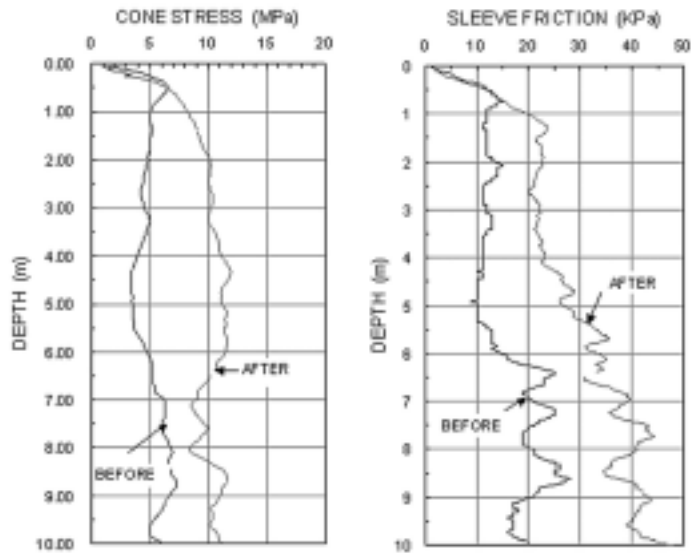 CONE STRESS (MPa)
0 5 10 15 20
0.00
1.00
2.00
3.00
4.00
5.00
6.00
7.00
8.00
9.00
10.00
DEPTH (m)
AFTER
BEFORE
SLEEVE FRICTION (KPa)
0 10 20 30 40 50
0
1
2
3
4
5
6
7
8
9
10
DEPTH (m)
AFTER
BEFORE